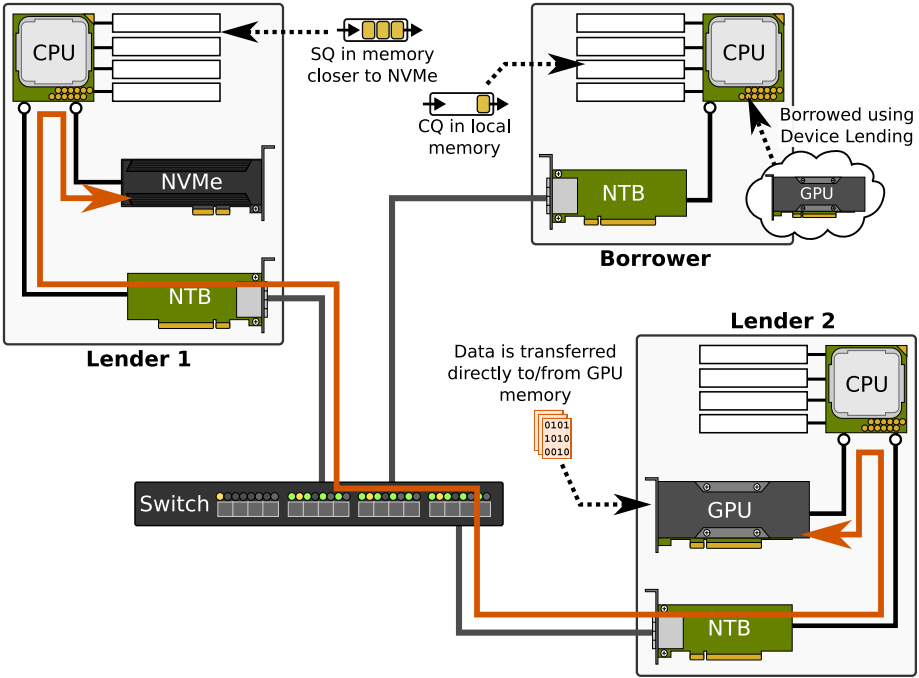 CPU
SQ in memory
closer to NVMe
NVMe
NTB
Lender 1
CPU
CQ in local
memory
Borrowed using
Device Lending
GPU
NTB
Borrower
Lender 2
Data is transferred
directly to/from GPU
memory
0101
1010
0010
CPU
Switch
GPU
NTB